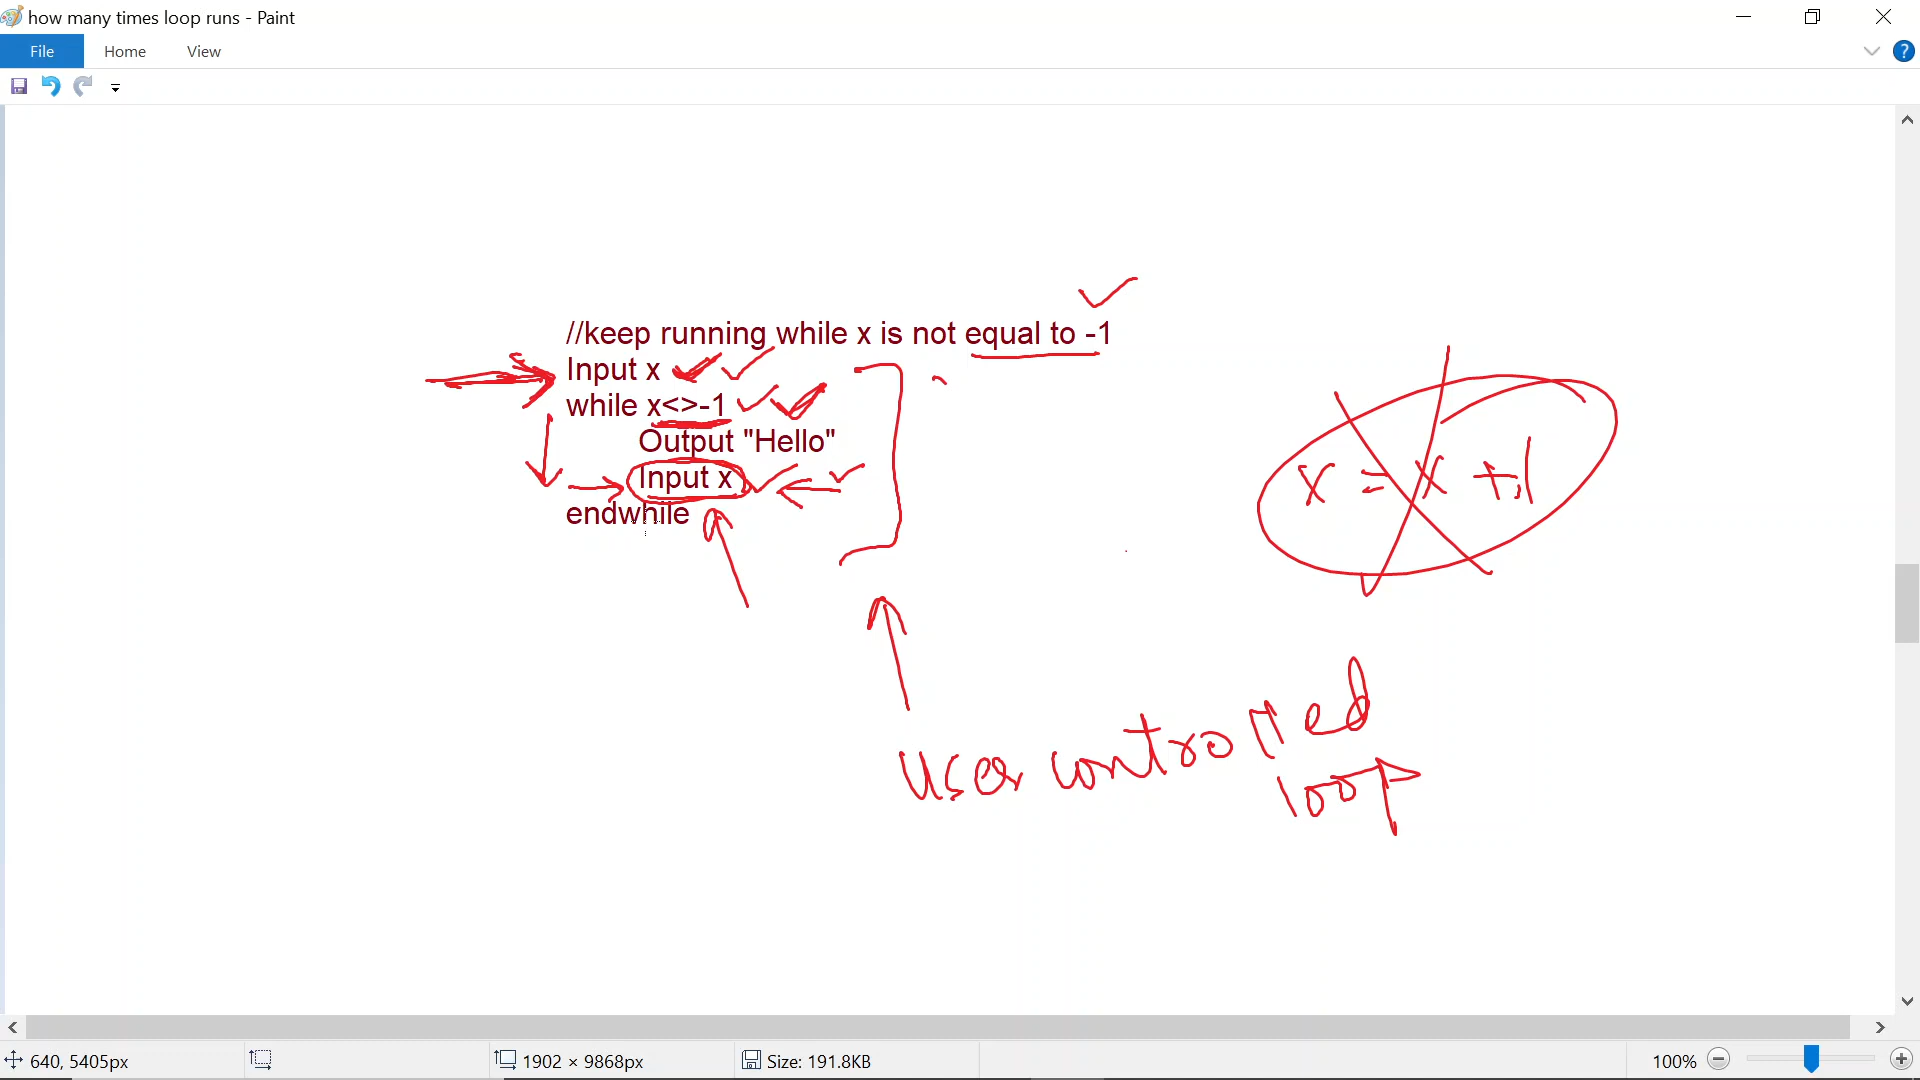 how many times loop runs - Paint
File Home View
//keep running while x is not equal to -1
Input x
while x<>-1
Output "Hello"
Input x
endwhile
x = x + 1
User controlled
loop
640, 5405px
1902 × 9868px
Size: 191.8KB
100%